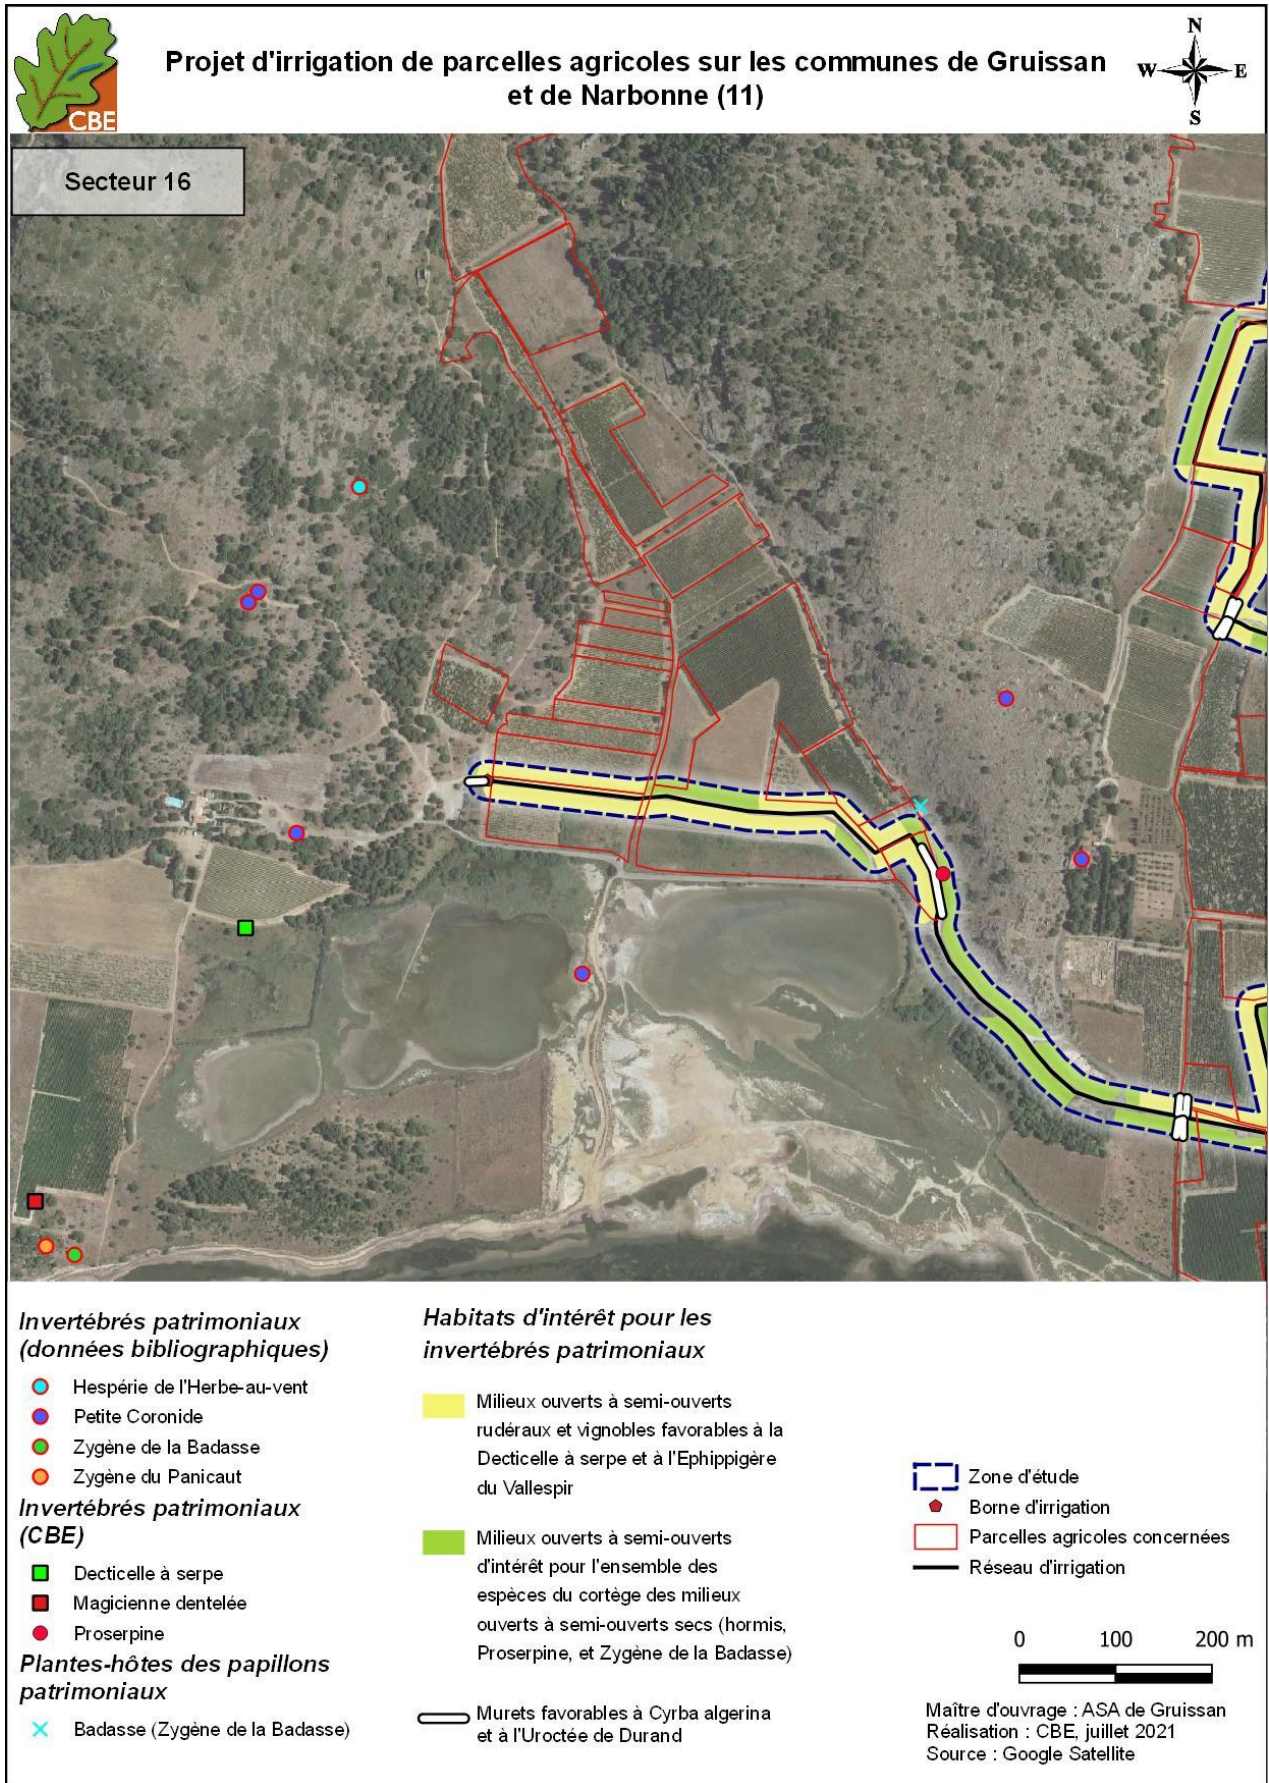 CBE
Projet d'irrigation de parcelles agricoles sur les communes de Gruissan
et de Narbonne (11)
N
W
E
S
Secteur 16
Invertébrés patrimoniaux
(données bibliographiques)
Hespérie de l'Herbe-au-vent
Petite Coronide
Zygène de la Badasse
Zygène du Panicaut
Invertébrés patrimoniaux
(CBE)
Decticelle à serpe
Magicienne dentelée
Proserpine
Plantes-hôtes des papillons
patrimoniaux
Badasse (Zygène de la Badasse)
Habitats d'intérêt pour les
invertébrés patrimoniaux
Milieux ouverts à semi-ouverts
rudéraux et vignobles favorables à la
Decticelle à serpe et à l'Ephippigère
du Vallespir
Milieux ouverts à semi-ouverts
d'intérêt pour l'ensemble des
espèces du cortège des milieux
ouverts à semi-ouverts secs (hormis,
Proserpine, et Zygène de la Badasse)
Murets favorables à Cyrba algerina
et à l'Uroctée de Durand
Zone d'étude
Borne d'irrigation
Parcelles agricoles concernées
Réseau d'irrigation
0 100 200 m
Maître d'ouvrage : ASA de Gruissan
Réalisation : CBE, juillet 2021
Source : Google Satellite